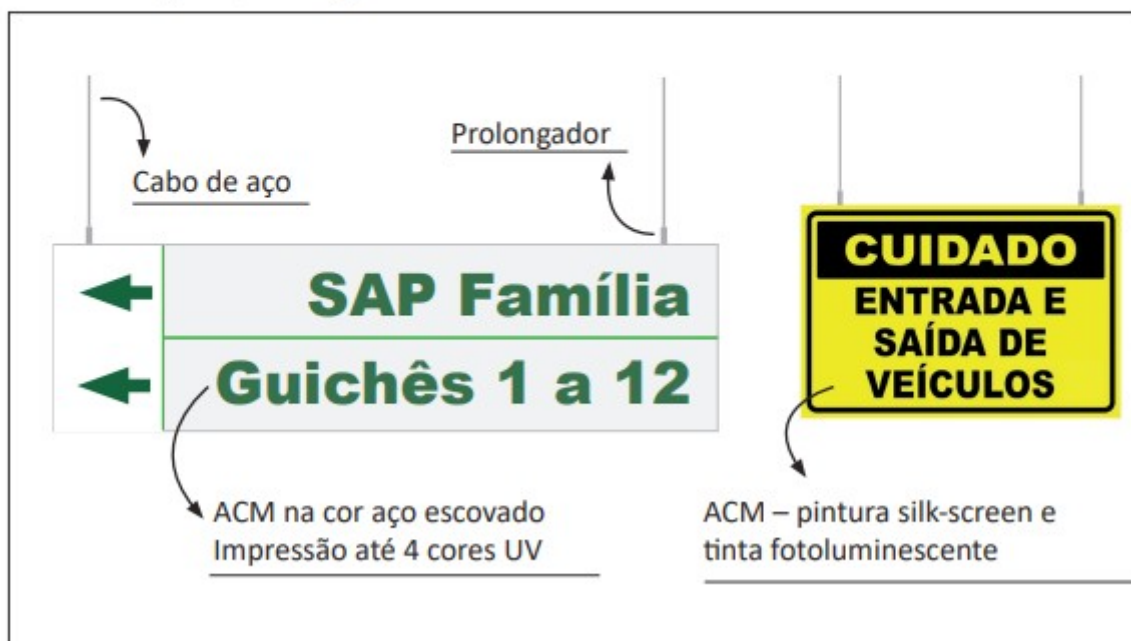 Cabo de aço
Prolongador
SAP Família
Guichês 1 a 12
ACM na cor aço escovado
Impressão até 4 cores UV
CUIDADO
ENTRADA E
SAÍDA DE
VEÍCULOS
ACM – pintura silk-screen e
tinta fotoluminescente